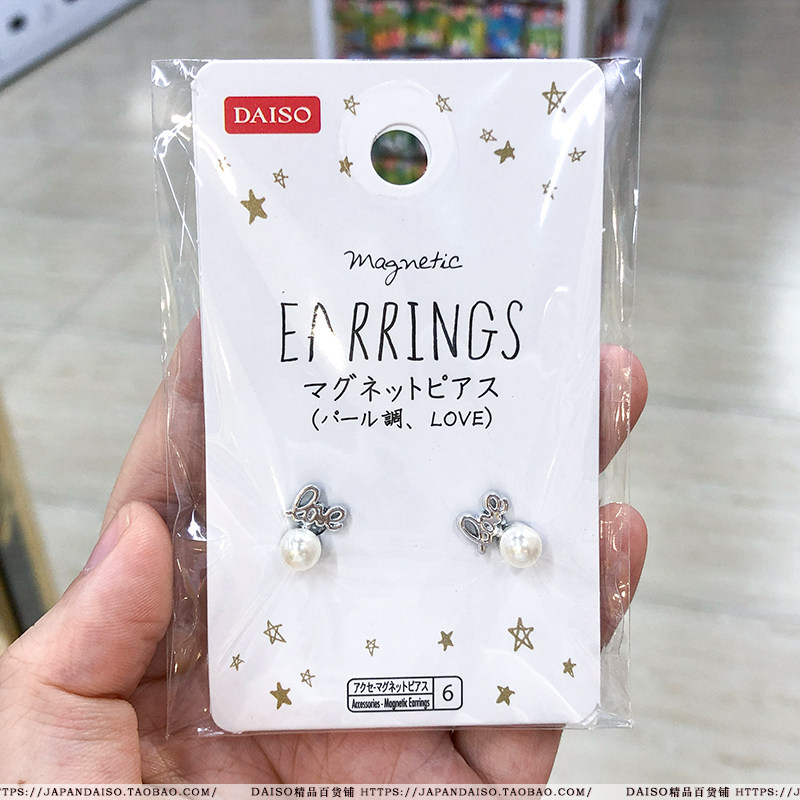 DAISO
Magnetic
EARRINGS
マグネットピアス
(パール調、LOVE)
love
love
アクセ-マグネットピアス
Accessories - Magnetic Earrings
6
TTPS://JAPANDAISO.TAOBAO.COM/ DAISO精品百货铺 HTTPS://JAPANDAISO.TAOBAO.COM/ DAISO精品百货铺 H